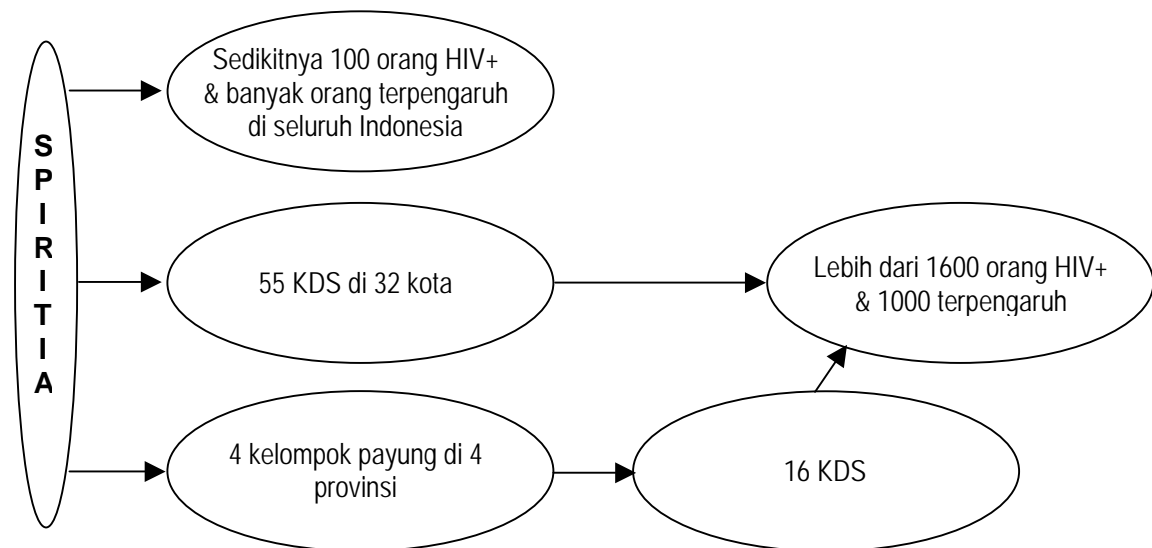 SPIRITIA
Sedikitnya 100 orang HIV+
& banyak orang terpengaruh
di seluruh Indonesia
55 KDS di 32 kota
Lebih dari 1600 orang HIV+
& 1000 terpengaruh
4 kelompok payung di 4
provinsi
16 KDS